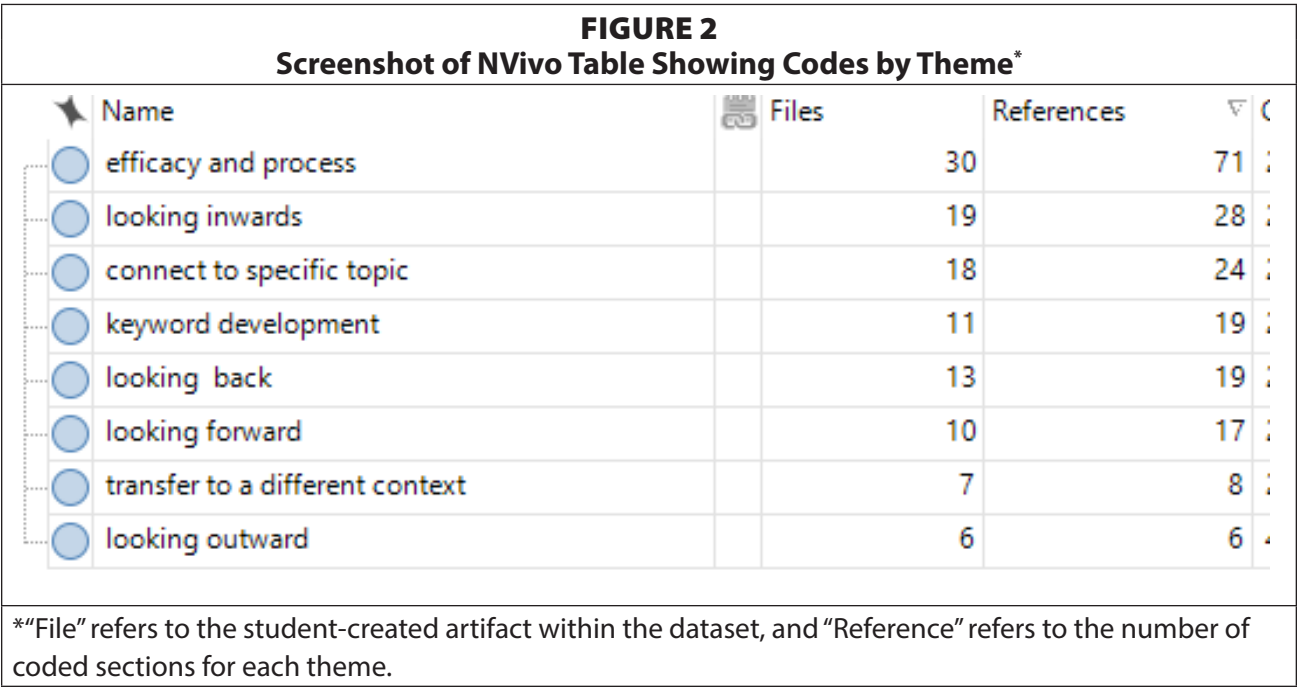 FIGURE 2
Screenshot of NVivo Table Showing Codes by Theme*
Name Files References
efficacy and process 30 71
looking inwards 19 28
connect to specific topic 18 24
keyword development 11 19
looking  back 13 19
looking forward 10 17
transfer to a different context 7 8
looking outward 6 6
*“File” refers to the student-created artifact within the dataset, and “Reference” refers to the number of
coded sections for each theme.